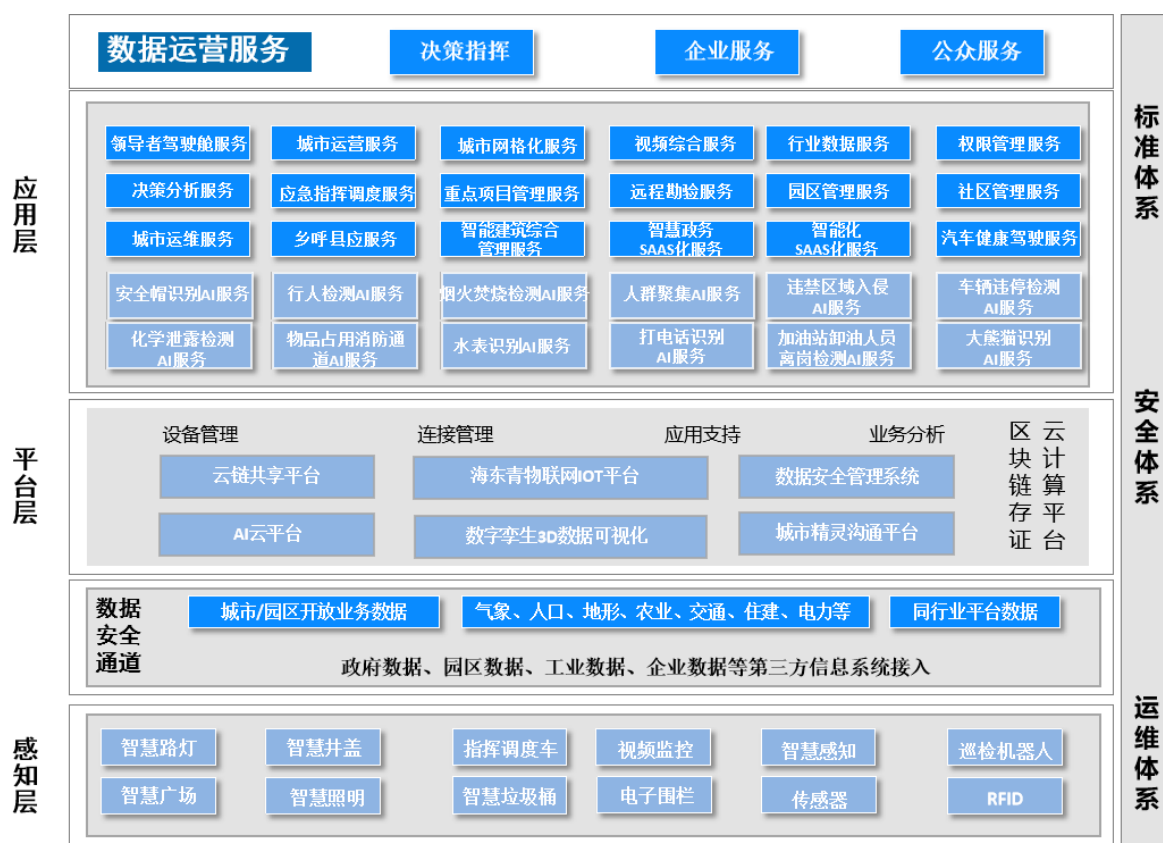 数据运营服务
决策指挥
企业服务
公众服务
应用层
领导者驾驶舱服务
城市运营服务
城市网格化服务
视频综合服务
行业数据服务
权限管理服务
决策分析服务
应急指挥调度服务
重点项目管理服务
远程勘验服务
园区管理服务
社区管理服务
城市运维服务
乡呼县应服务
智能建筑综合
管理服务
智慧政务
SAAS化服务
智能化
SAAS化服务
汽车健康驾驶服务
安全帽识别AI服务
行人检测AI服务
烟火焚烧检测AI服务
人群聚集AI服务
违禁区域入侵
AI服务
车辆违停检测
AI服务
化学泄露检测
AI服务
物品占用消防通
道AI服务
水表识别AI服务
打电话识别
AI服务
加油站卸油人员
离岗检测AI服务
大熊猫识别
AI服务
平台层
设备管理
连接管理
应用支持
业务分析
云链共享平台
海东青物联网IOT平台
数据安全管理系统
AI云平台
数字孪生3D数据可视化
城市精灵沟通平台
区块链存证
云计算平台
数据
安全
通道
城市/园区开放业务数据
气象、人口、地形、农业、交通、住建、电力等
同行业平台数据
政府数据、园区数据、工业数据、企业数据等第三方信息系统接入
感知层
智慧路灯
智慧井盖
指挥调度车
视频监控
智慧感知
巡检机器人
智慧广场
智慧照明
智慧垃圾桶
电子围栏
传感器
RFID
标准体系
安全体系
运维体系